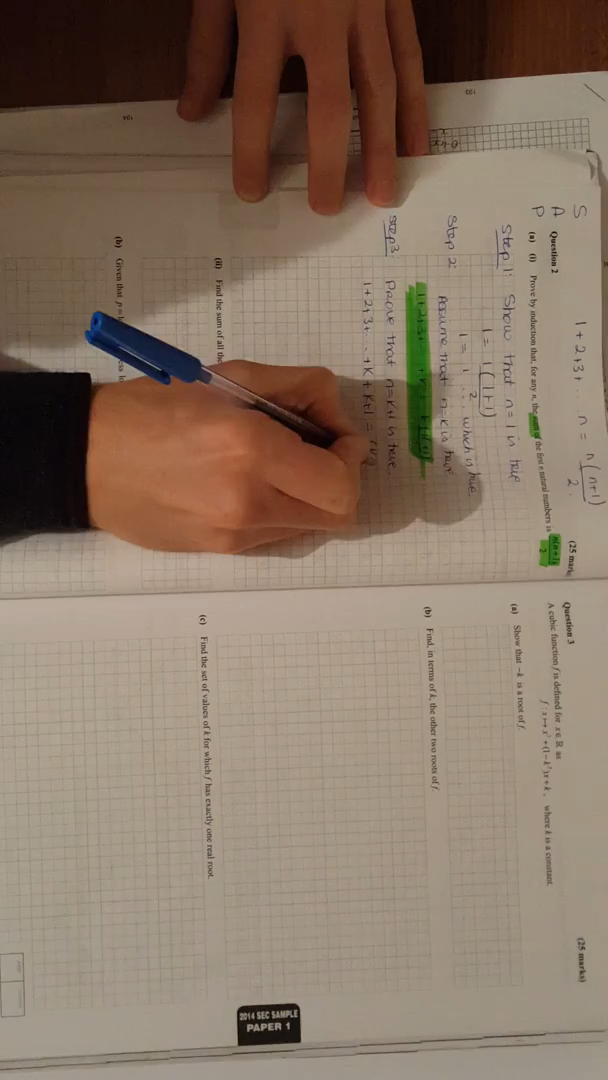 S
A
P
1+2+3+... n = n(n+1)
2.
(25
Question 2
(a) (i) Prove by induction that, for any n, the sum of the first n natural numbers is n(n+1)
2
Step 1: Show that n=1 is true
1 = 1(1+1)
2
1 = 1 ∴ which is true
Step 2: Assume that n=k is true
Step 3: Prove that n=k+1 is true.
1+2+3+...+K+K+1 =
(ii) Find the sum of all the
(b) Given that p =
Question 3
(25 marks)
A cubic function f is defined for x ∈ ℝ as
f : x ↦ x³ + (1 − k²)x + k, where k is a constant.
(a) Show that −k is a root of f.
(b) Find, in terms of k, the other two roots of f.
(c) Find the set of values of k for which f has exactly one real root.
2014 SEC SAMPLE
PAPER 1